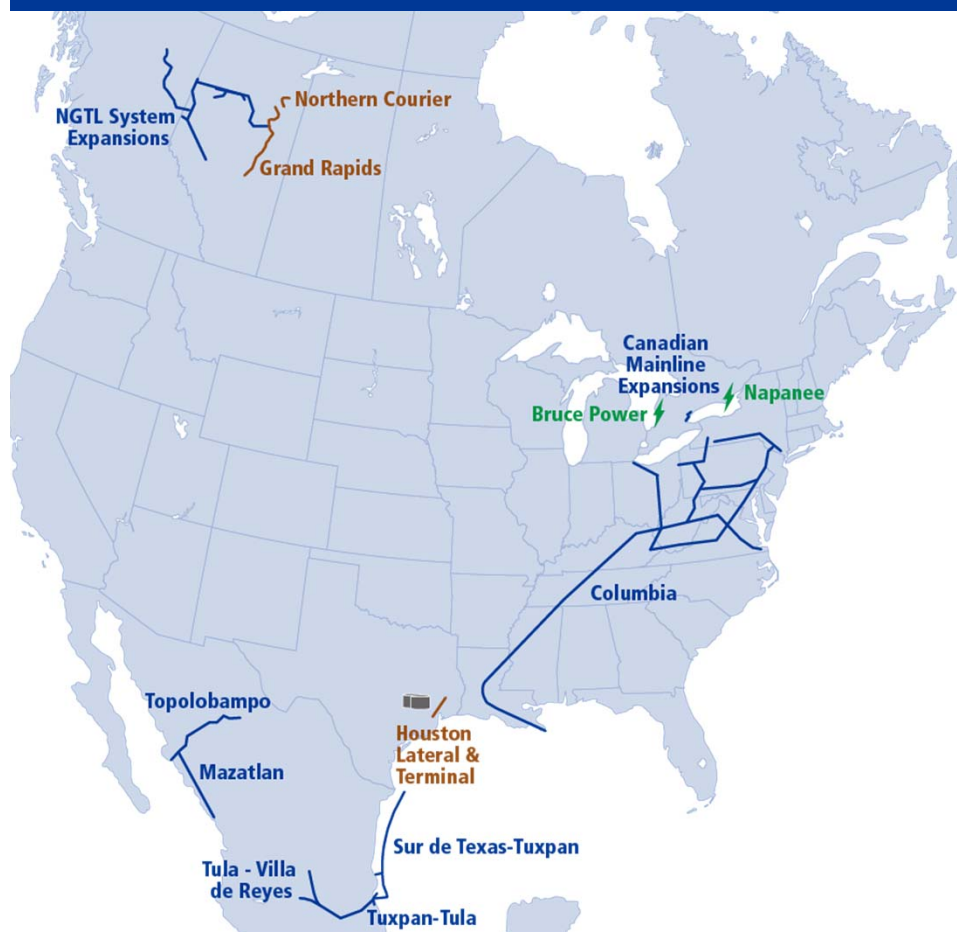 Northern Courier
NGTL System
Expansions
Grand Rapids
Canadian
Mainline
Expansions
Napanee
Bruce Power
Columbia
Topolobampo
Houston
Lateral &
Terminal
Mazatlan
Sur de Texas-Tuxpan
Tula - Villa
de Reyes
Tuxpan-Tula